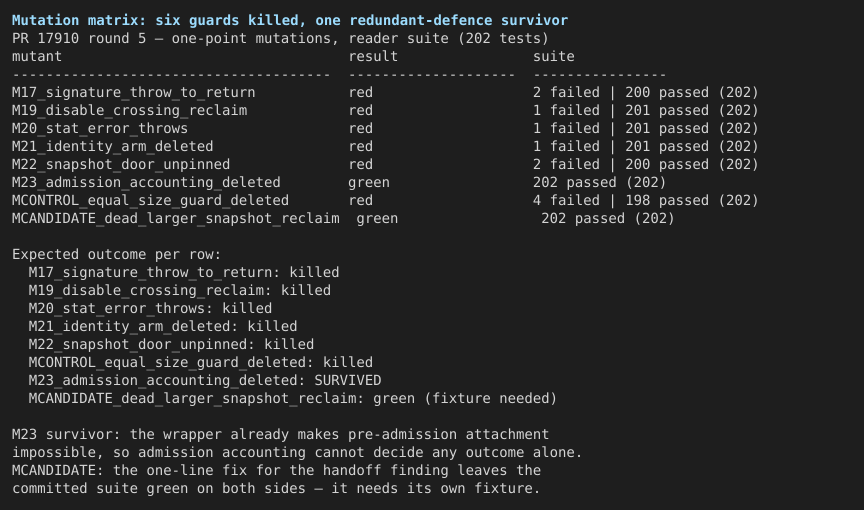 Mutation matrix: six guards killed, one redundant-defence survivor
PR 17910 round 5 — one-point mutations, reader suite (202 tests)
mutant                                  result                suite
--------------------------------------  --------------------  ----------------
M17_signature_throw_to_return           red                   2 failed | 200 passed (202)
M19_disable_crossing_reclaim            red                   1 failed | 201 passed (202)
M20_stat_error_throws                   red                   1 failed | 201 passed (202)
M21_identity_arm_deleted                red                   1 failed | 201 passed (202)
M22_snapshot_door_unpinned              red                   2 failed | 200 passed (202)
M23_admission_accounting_deleted        green                 202 passed (202)
MCONTROL_equal_size_guard_deleted       red                   4 failed | 198 passed (202)
MCANDIDATE_dead_larger_snapshot_reclaim  green                 202 passed (202)
Expected outcome per row:
  M17_signature_throw_to_return: killed
  M19_disable_crossing_reclaim: killed
  M20_stat_error_throws: killed
  M21_identity_arm_deleted: killed
  M22_snapshot_door_unpinned: killed
  MCONTROL_equal_size_guard_deleted: killed
  M23_admission_accounting_deleted: SURVIVED
  MCANDIDATE_dead_larger_snapshot_reclaim: green (fixture needed)
M23 survivor: the wrapper already makes pre-admission attachment
impossible, so admission accounting cannot decide any outcome alone.
MCANDIDATE: the one-line fix for the handoff finding leaves the
committed suite green on both sides — it needs its own fixture.